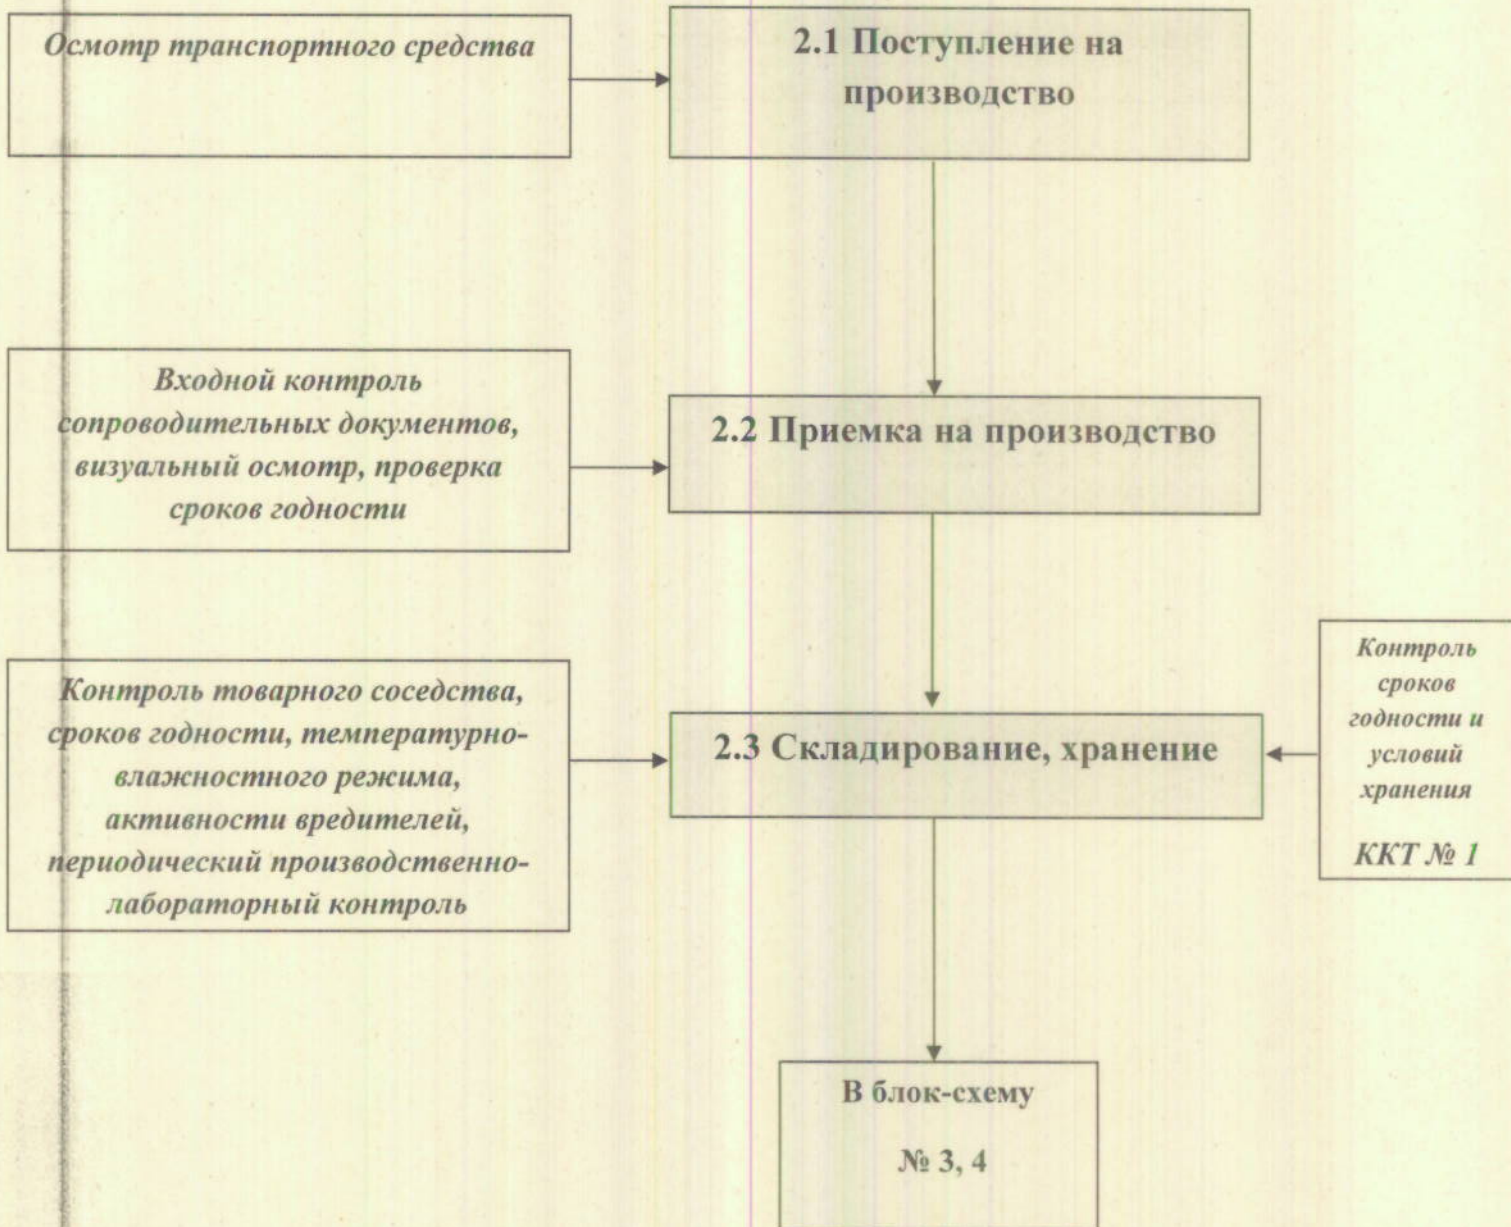 Осмотр транспортного средства
2.1 Поступление на
производство
Входной контроль
сопроводительных документов,
визуальный осмотр, проверка
сроков годности
2.2 Приемка на производство
Контроль товарного соседства,
сроков годности, температурно-
влажностного режима,
активности вредителей,
периодический производственно-
лабораторный контроль
2.3 Складирование, хранение
Контроль
сроков
годности и
условий
хранения
ККТ № 1
В блок-схему
№ 3, 4